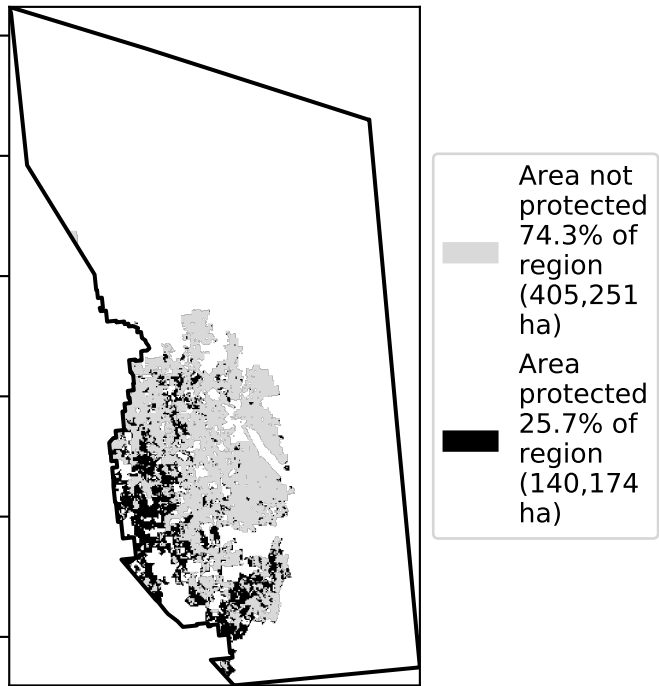 Area not
protected
74.3% of
region
(405,251
ha)
Area
protected
25.7% of
region
(140,174
ha)